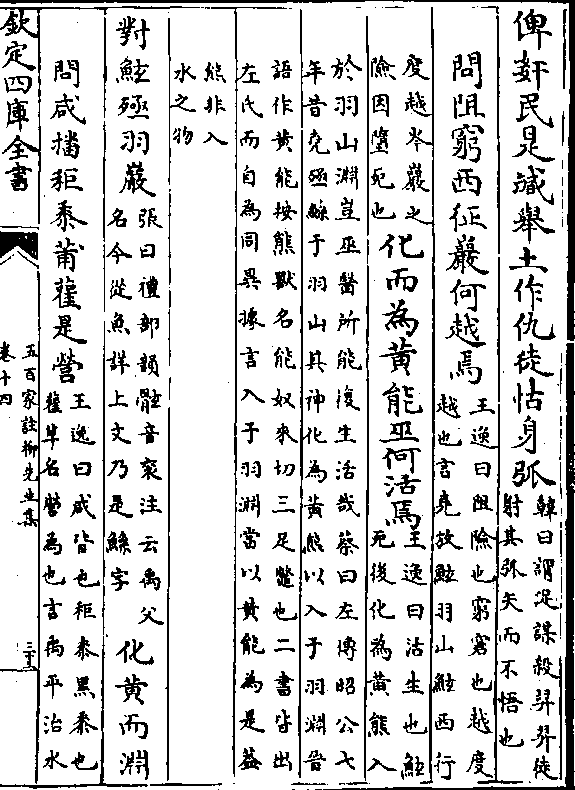 俾姧民是臧舉土作仇徒怙身弧韓曰謂浞謀殺羿羿徒
射其弧矢而不悟也
問阻窮西征巖何越焉王逸曰阻險也窮窘也越度
越也言堯放鮌羽山鮌西行
度越岑巖之
險因墮死也化而為黄能巫何活焉王逸曰活生也鮌
死後化為黄熊入
於羽山淵豈巫醫所能復生活哉蔡曰左傳昭公七
年昔堯殛鯀于羽山其神化為黄熊以入于羽淵晉
語作黄能按熊獸名能奴來切三足鼈也二書皆出
左氏而自為同異據言入于羽淵當以黄能為是蓋
熊非入
水之物
對鮌殛羽巖張曰禮部韻骽音衮注云禹父
名今從魚詳上文乃是鯀字化黄而淵
問咸播秬黍莆雚是營王逸曰咸皆也秬黍黑黍也
雚草名營為也言禹平治水
欽定四庫全書
五百家註柳先生集
卷十四
二十三